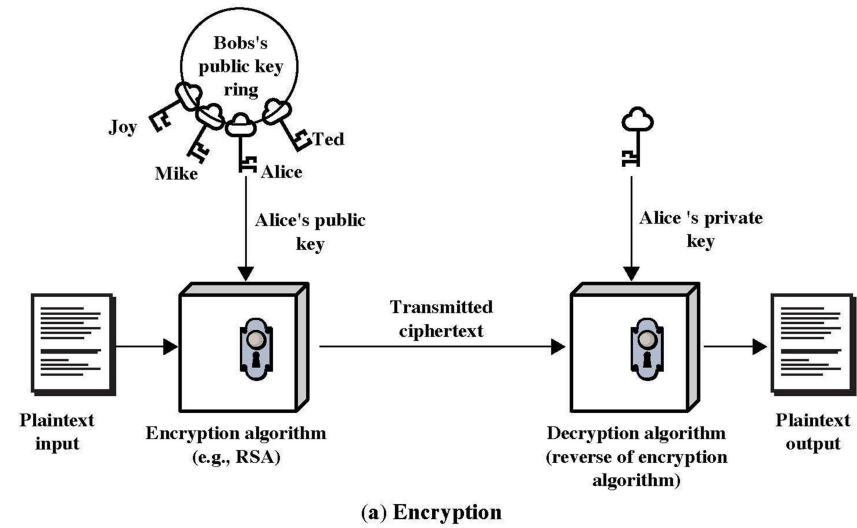 Bobs's
public key
ring
Joy
Mike
Alice
Ted
Alice's public
key
Alice 's private
key
Transmitted
ciphertext
Plaintext
input
Encryption algorithm
(e.g., RSA)
Decryption algorithm
(reverse of encryption
algorithm)
Plaintext
output
(a) Encryption